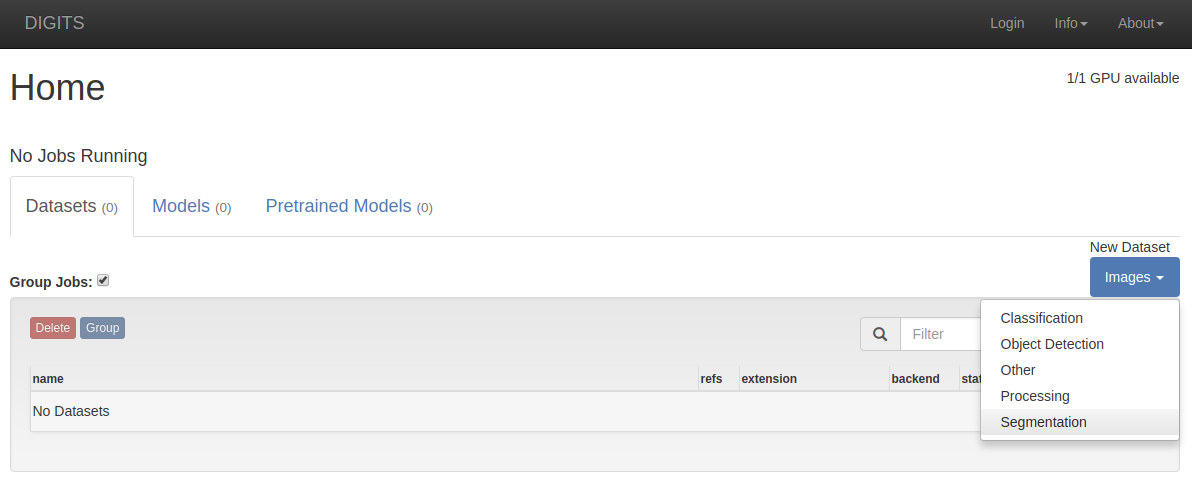 DIGITS Login Info About
Home 1/1 GPU available
No Jobs Running
Datasets (0) Models (0) Pretrained Models (0)
New Dataset
Group Jobs: Images
Delete Group Filter
name refs extension backend
No Datasets
Classification
Object Detection
Other
Processing
Segmentation